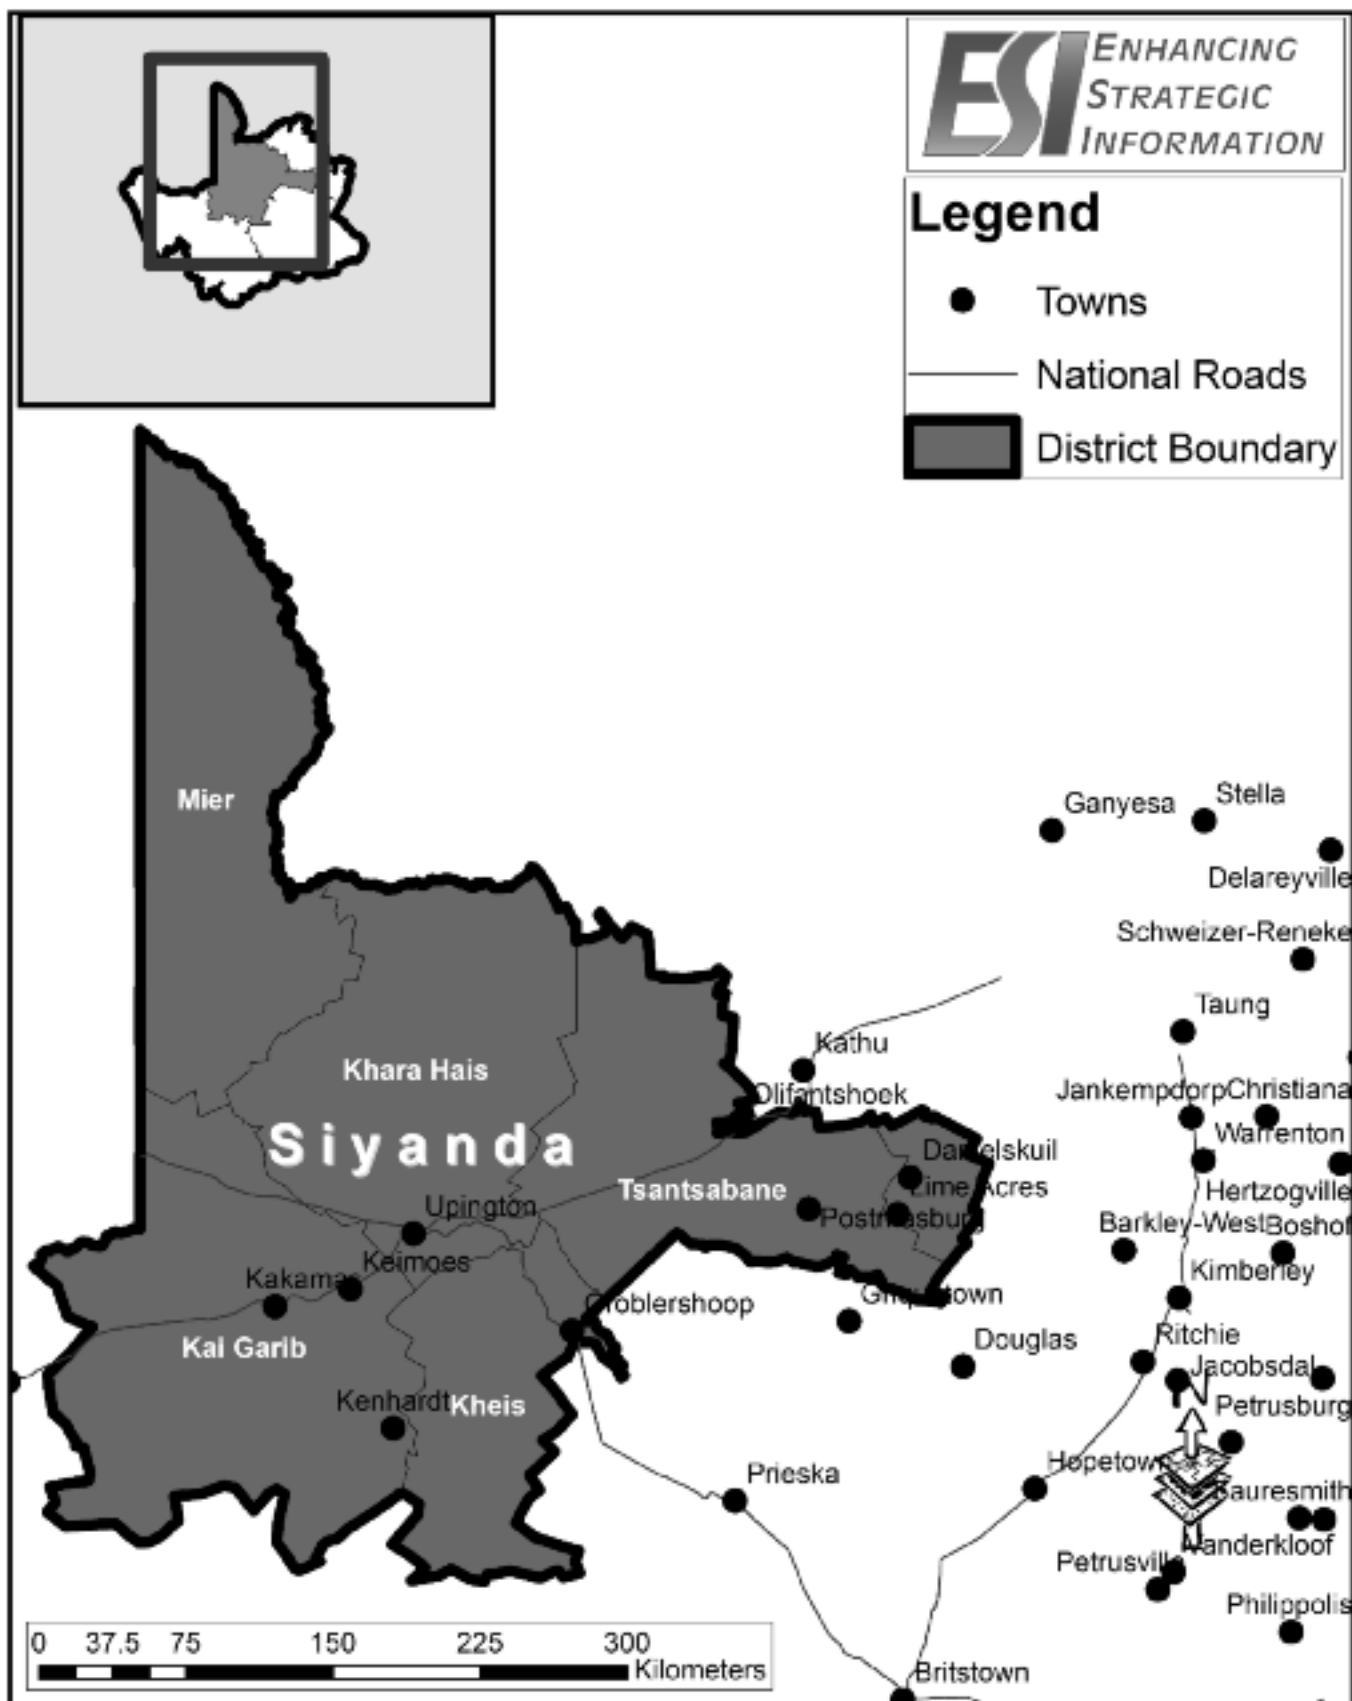 ESI
ENHANCING
STRATEGIC
INFORMATION
Legend
Towns
National Roads
District Boundary
Mier
Ganyesa
Stella
Delareyville
Schweizer-Reneke
Taung
Kathu
Khara Hais
Olifantshoek
Jankempdorp
Christiana
Siyanda
Warrenton
Danielskuil
Tsantsabane
Lime Acres
Hertzogville
Upington
Postmasburg
Barkley-West
Boshof
Keimoes
Kakamas
Kimberley
Griquatown
Groblershoop
Kai Garib
Douglas
Ritchie
Jacobsdal
Kenhardt
Kheis
Petrusburg
Prieska
Hopetown
Fauresmith
Vanderkloof
Petrusville
Philippolis
0 37.5 75 150 225 300
Kilometers
Britstown